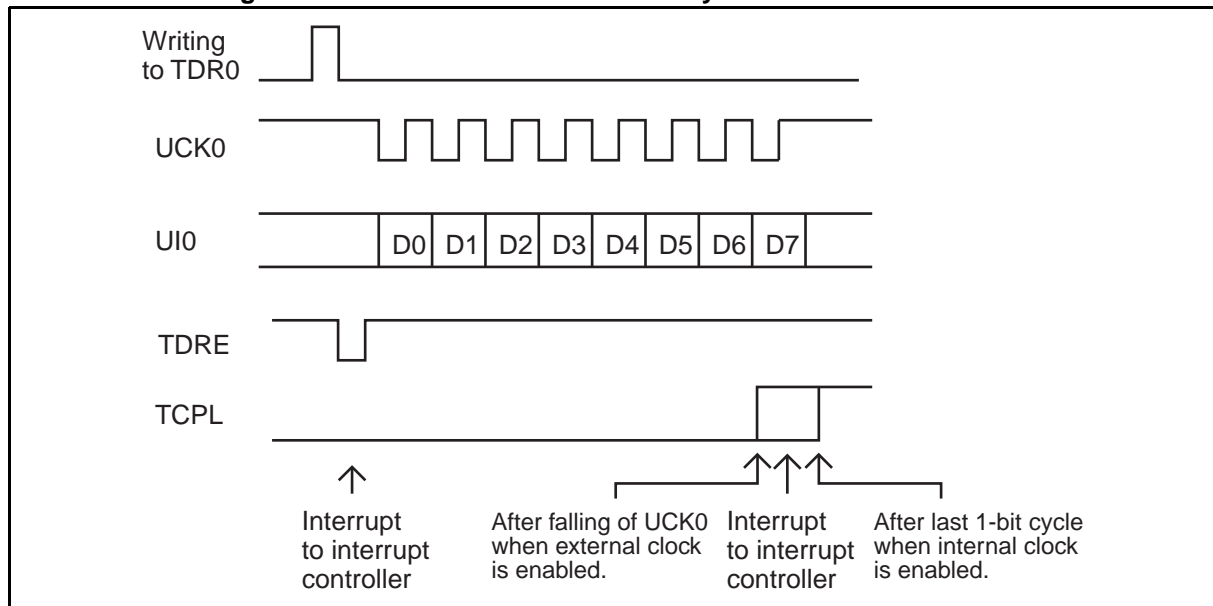 Writing
to TDR0
UCK0
UI0
D0 D1 D2 D3 D4 D5 D6 D7
TDRE
TCPL
Interrupt
to interrupt
controller
After falling of UCK0
when external clock
is enabled.
Interrupt
to interrupt
controller
After last 1-bit cycle
when internal clock
is enabled.